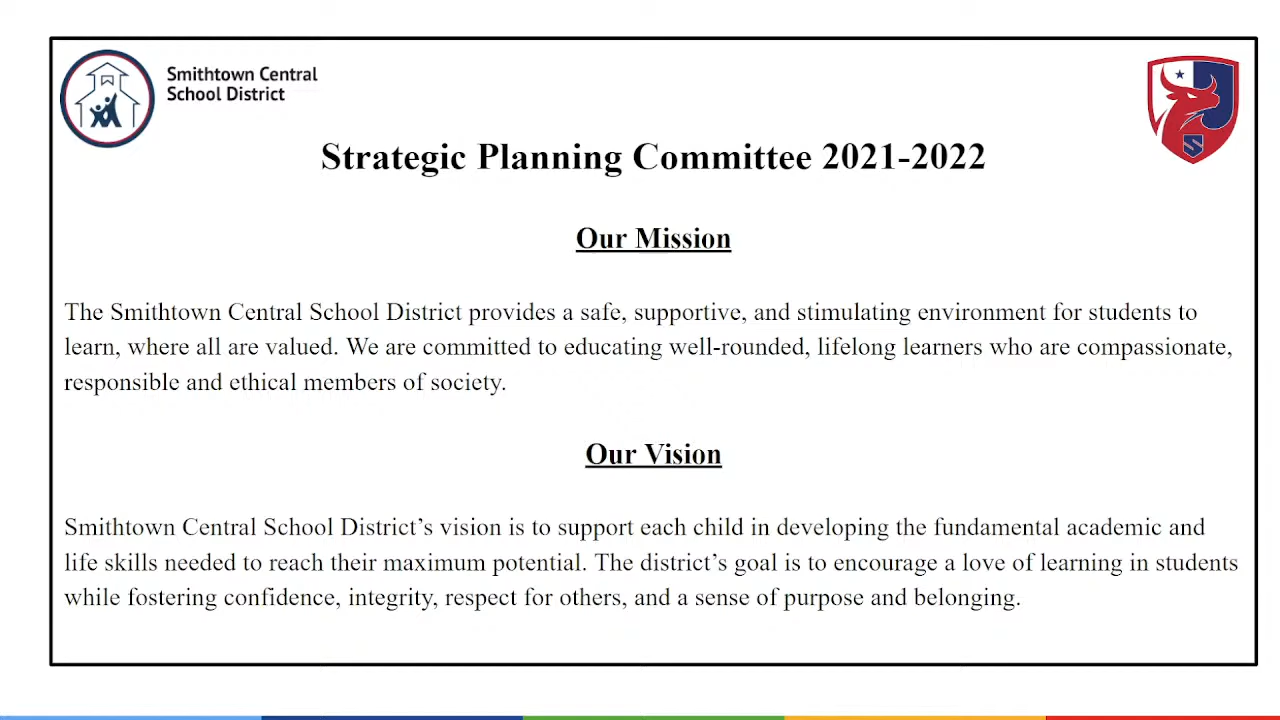 Smithtown Central
School District
Strategic Planning Committee 2021-2022
Our Mission
The Smithtown Central School District provides a safe, supportive, and stimulating environment for students to
learn, where all are valued. We are committed to educating well-rounded, lifelong learners who are compassionate,
responsible and ethical members of society.
Our Vision
Smithtown Central School District’s vision is to support each child in developing the fundamental academic and
life skills needed to reach their maximum potential. The district’s goal is to encourage a love of learning in students
while fostering confidence, integrity, respect for others, and a sense of purpose and belonging.
S